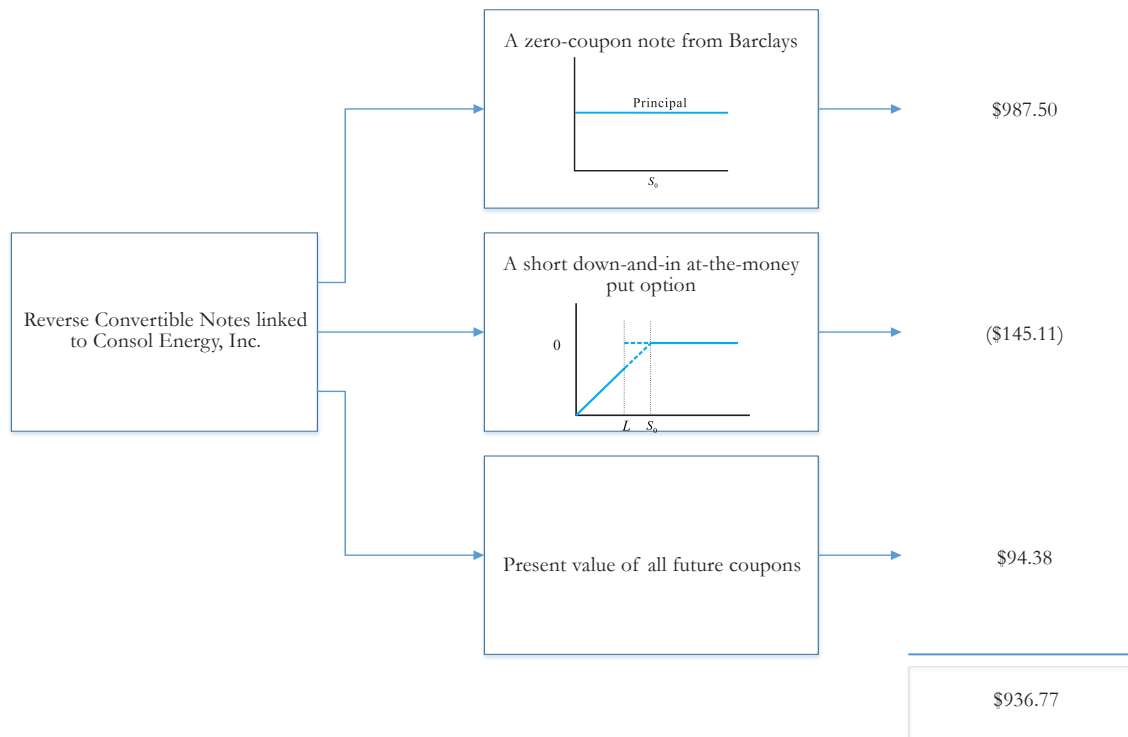 A zero-coupon note from Barclays
Principal
S₀
$987.50
Reverse Convertible Notes linked
to Consol Energy, Inc.
A short down-and-in at-the-money
put option
0
L S₀
($145.11)
Present value of all future coupons
$94.38
$936.77